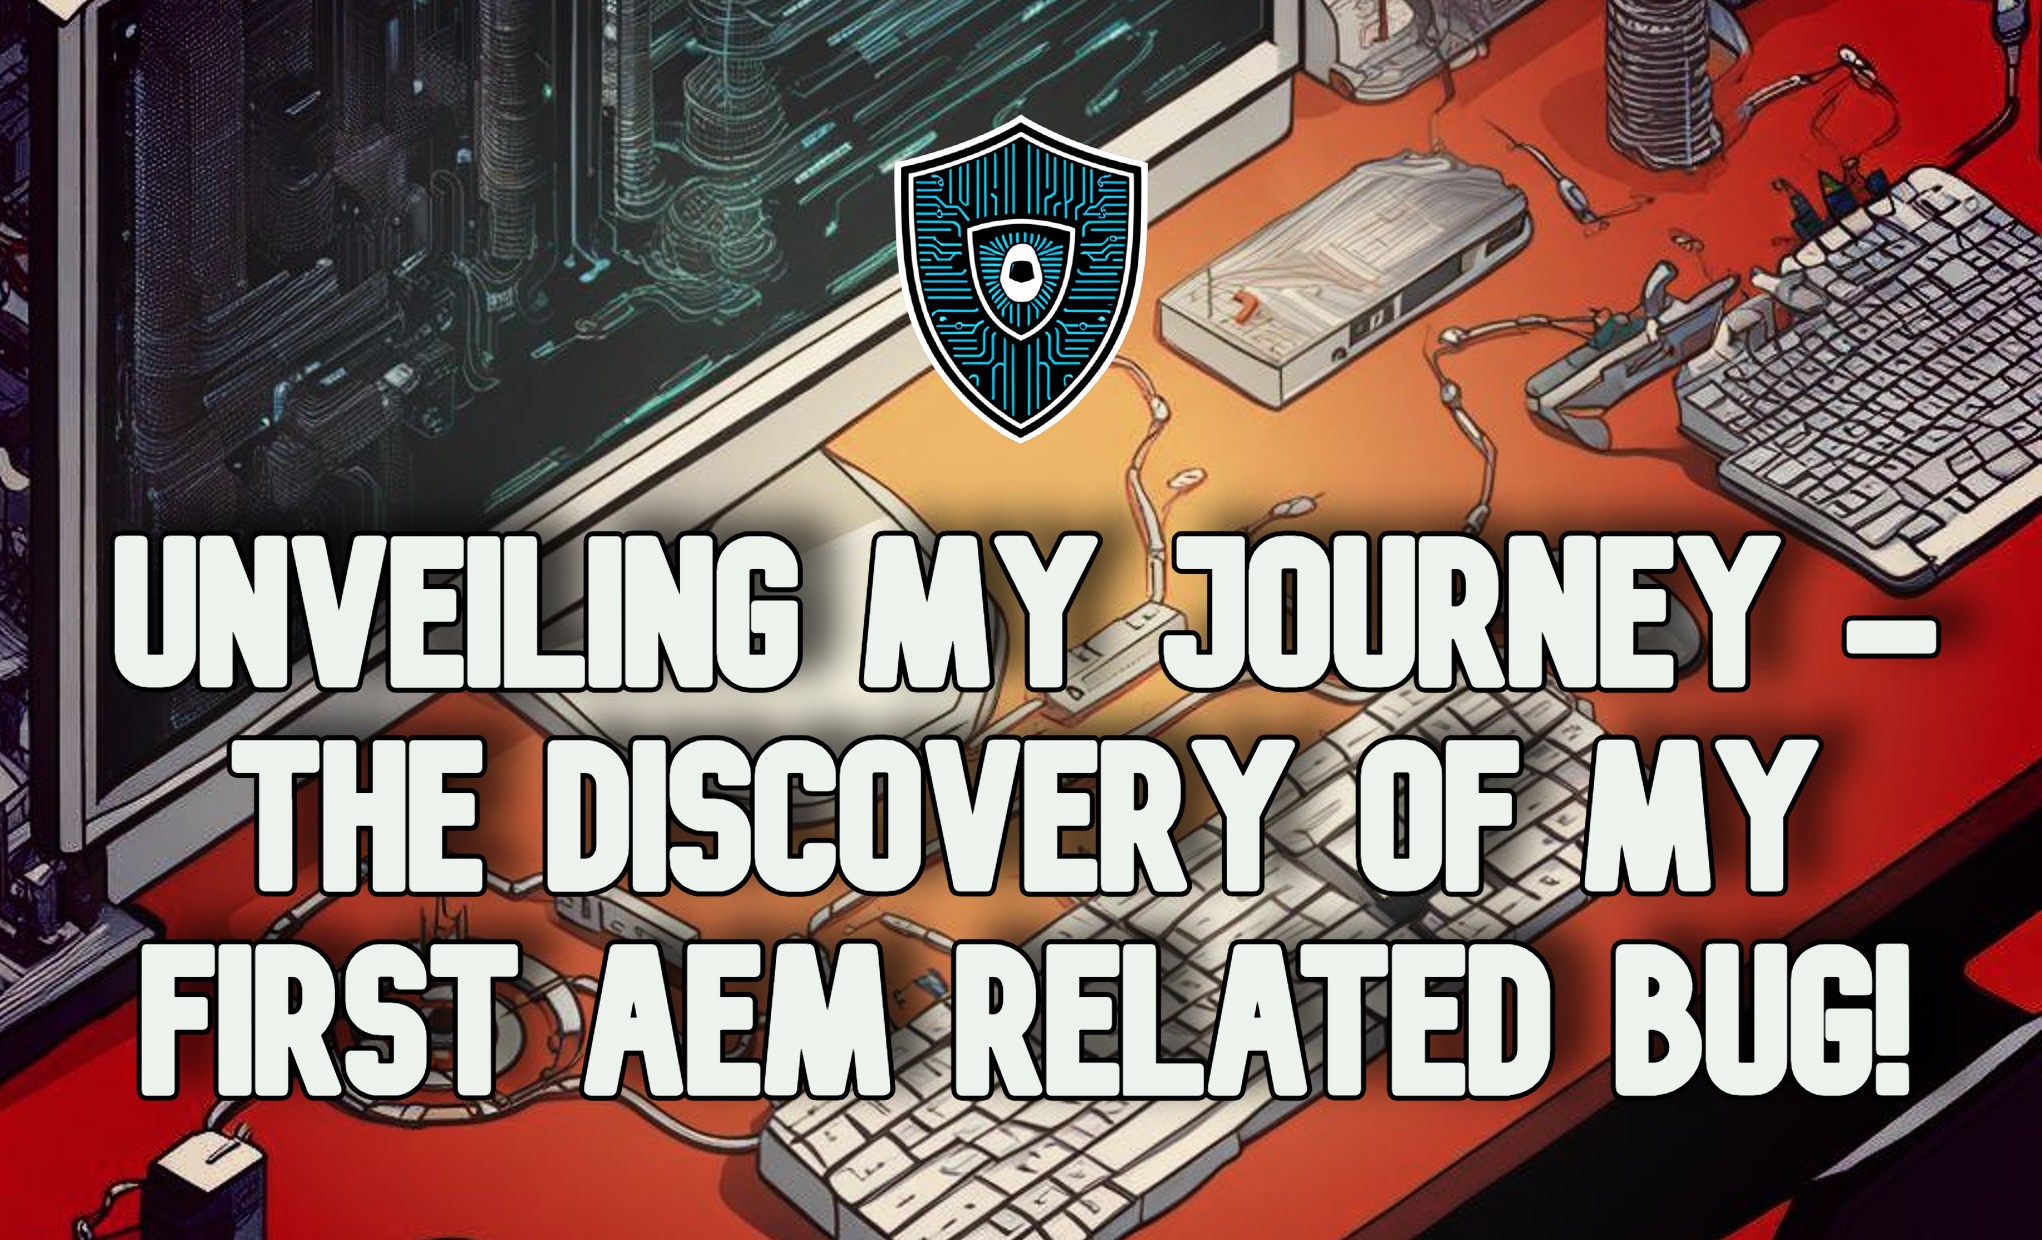 UNVEILING MY JOURNEY –
THE DISCOVERY OF MY
FIRST AEM RELATED BUG!